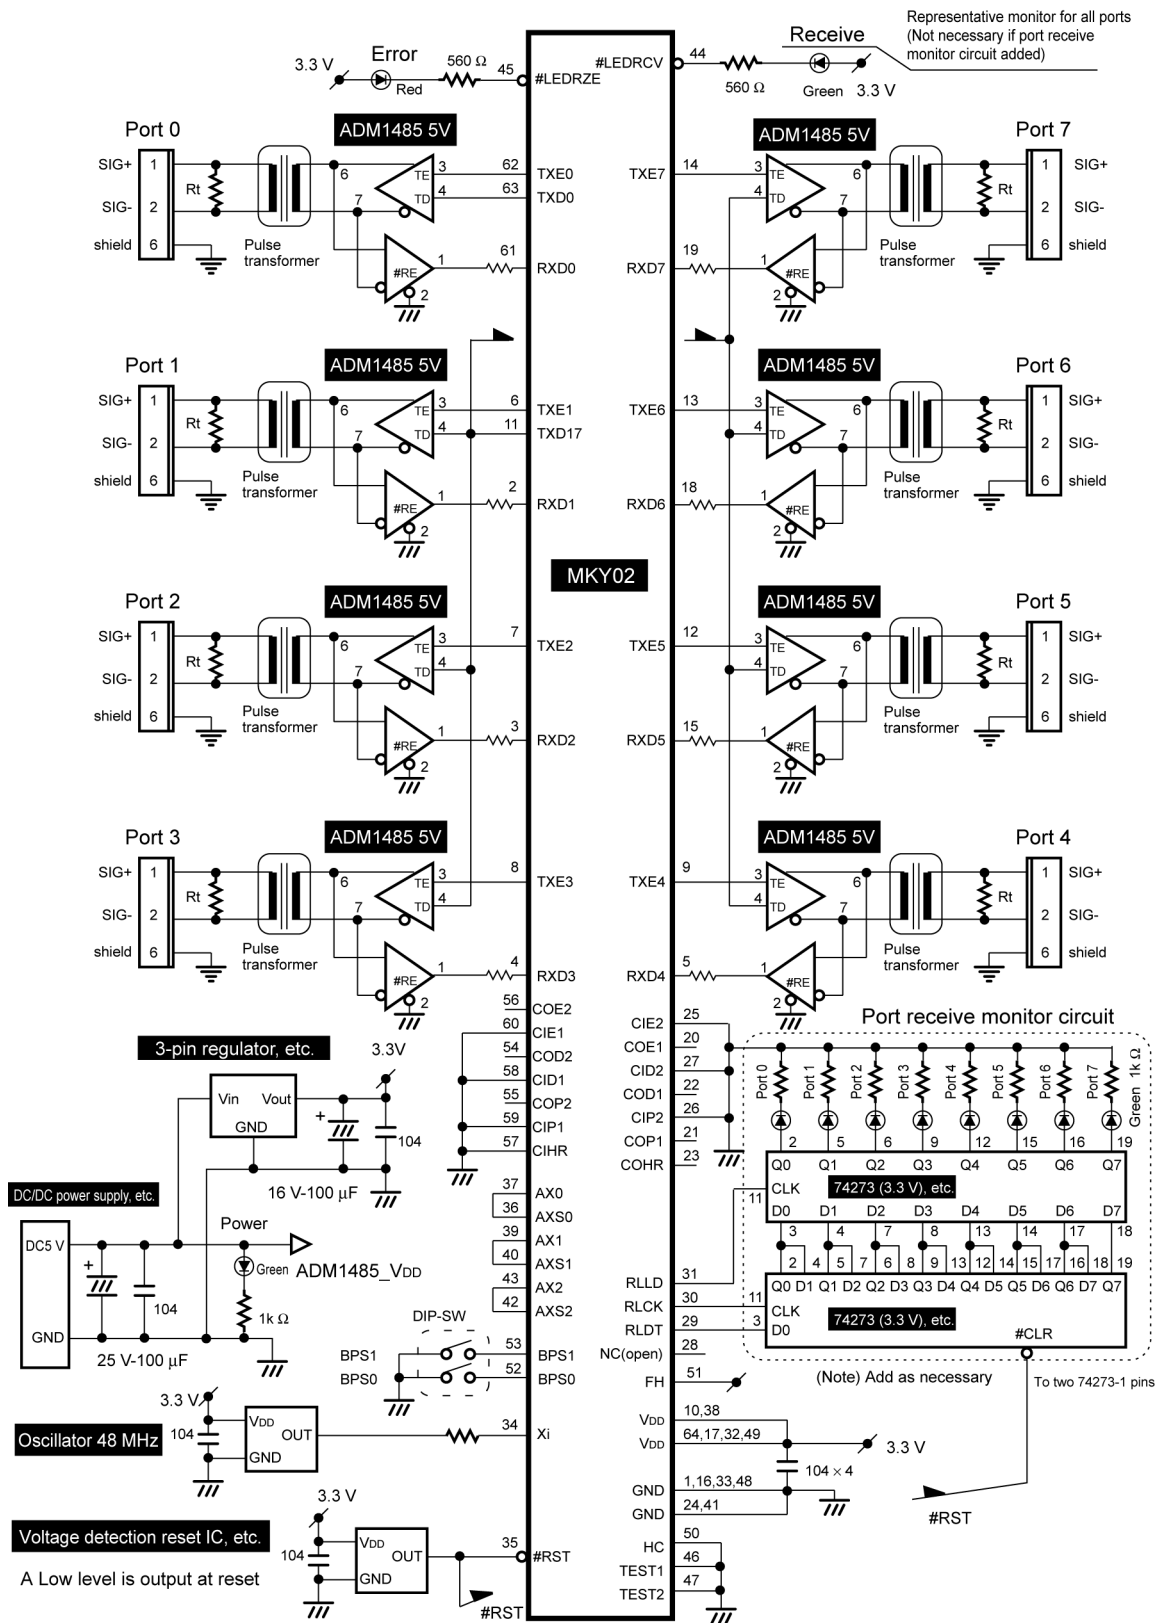 Representative monitor for all ports
(Not necessary if port receive
monitor circuit added)
Error
Receive
3.3 V
Red
560 Ω
45
#LEDRZE
#LEDRCV
44
560 Ω
Green
3.3 V
Port 0
ADM1485 5V
SIG+
1
SIG-
2
shield
6
Rt
Pulse
transformer
6
7
TE
3
TD
4
#RE
1
2
62
TXE0
63
TXD0
61
RXD0
ADM1485 5V
Port 7
TXE7
14
3
TE
4
TD
6
7
RXD7
19
1
#RE
2
Pulse
transformer
Rt
1
SIG+
2
SIG-
6
shield
Port 1
ADM1485 5V
SIG+
1
SIG-
2
shield
6
Rt
Pulse
transformer
6
7
TE
3
TD
4
#RE
1
2
6
TXE1
11
TXD17
2
RXD1
ADM1485 5V
Port 6
TXE6
13
3
TE
4
TD
6
7
RXD6
18
1
#RE
2
Pulse
transformer
Rt
1
SIG+
2
SIG-
6
shield
MKY02
Port 2
ADM1485 5V
SIG+
1
SIG-
2
shield
6
Rt
Pulse
transformer
6
7
TE
3
TD
4
#RE
1
2
7
TXE2
3
RXD2
ADM1485 5V
Port 5
TXE5
12
3
TE
4
TD
6
7
RXD5
15
1
#RE
2
Pulse
transformer
Rt
1
SIG+
2
SIG-
6
shield
Port 3
ADM1485 5V
SIG+
1
SIG-
2
shield
6
Rt
Pulse
transformer
6
7
TE
3
TD
4
#RE
1
2
8
TXE3
4
RXD3
ADM1485 5V
Port 4
TXE4
9
3
TE
4
TD
6
7
RXD4
5
1
#RE
2
Pulse
transformer
Rt
1
SIG+
2
SIG-
6
shield
56
COE2
60
CIE1
54
COD2
58
CID1
55
COP2
59
CIP1
57
CIHR
37
AX0
36
AXS0
39
AX1
40
AXS1
43
AX2
42
AXS2
CIE2
25
COE1
20
CID2
27
COD1
22
CIP2
26
COP1
21
COHR
23
3-pin regulator, etc.
3.3V
Vin
Vout
GND
+
104
16 V-100 µF
DC/DC power supply, etc.
DC5 V
GND
+
104
25 V-100 µF
Power
Green
1k Ω
ADM1485_VDD
DIP-SW
BPS1
53
BPS1
BPS0
52
BPS0
Port receive monitor circuit
Port 0
Port 1
Port 2
Port 3
Port 4
Port 5
Port 6
Port 7
Green 1k Ω
2
5
6
9
12
15
16
19
Q0
Q1
Q2
Q3
Q4
Q5
Q6
Q7
CLK
11
74273 (3.3 V), etc.
D0
D1
D2
D3
D4
D5
D6
D7
3
4
7
8
13
14
17
18
2
4
5
7
6
8
9
13
12
14
15
17
16
18
19
Q0
D1
Q1
D2
Q2
D3
Q3
D4
Q4
D5
Q5
D6
Q6
D7
Q7
11
CLK
3
D0
74273 (3.3 V), etc.
#CLR
RLLD
31
RLCK
30
RLDT
29
NC(open)
28
FH
51
(Note) Add as necessary
To two 74273-1 pins
#RST
3.3 V
104
VDD
OUT
GND
Oscillator 48 MHz
34
Xi
VDD
10,38
VDD
64,17,32,49
3.3 V
104 × 4
GND
1,16,33,48
GND
24,41
HC
50
TEST1
46
TEST2
47
Voltage detection reset IC, etc.
A Low level is output at reset
3.3 V
104
VDD
OUT
GND
35
#RST
#RST